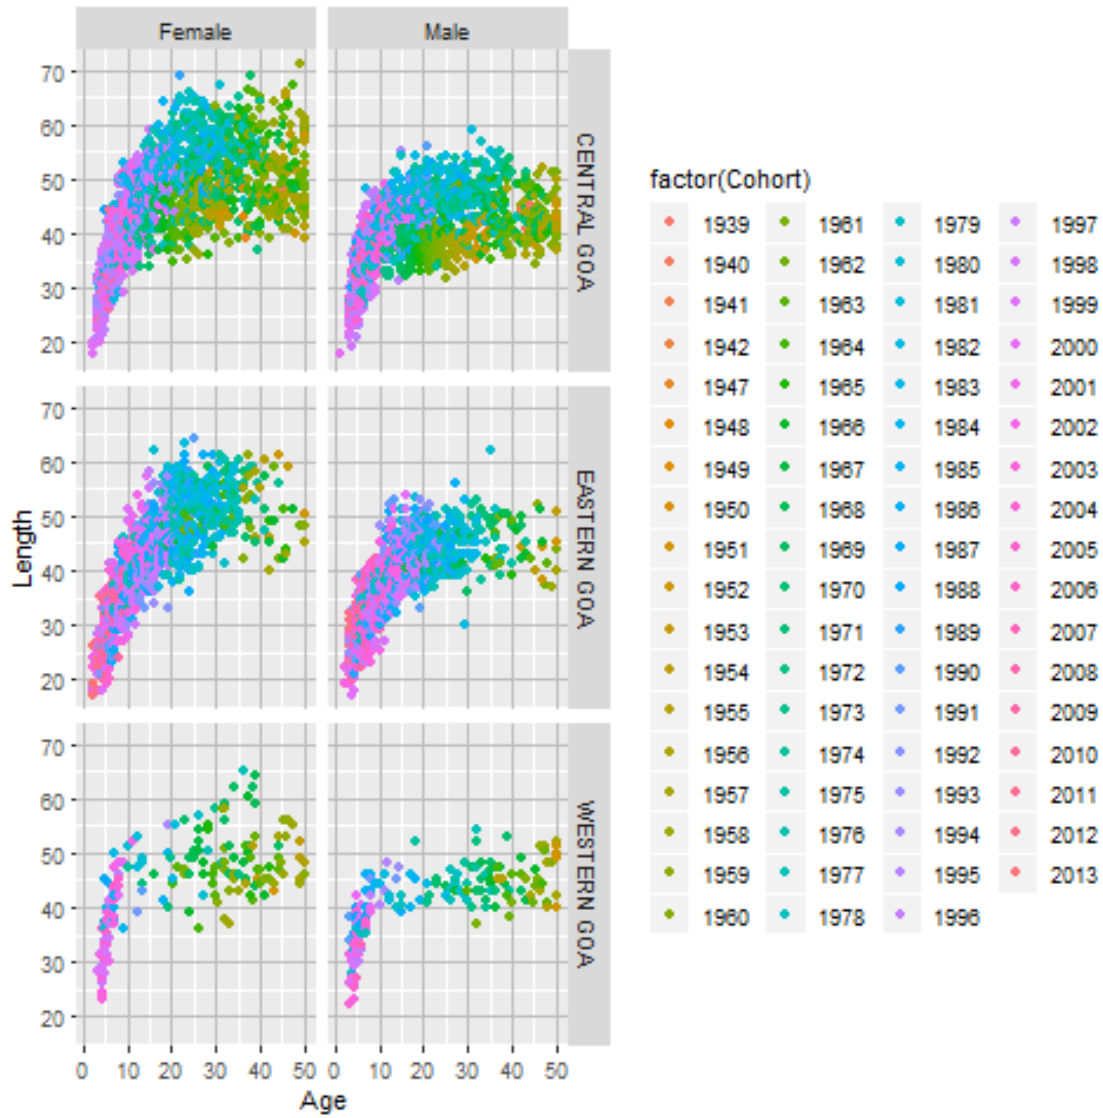 Female Male
70
60
50
40
30
20
CENTRAL GOA
70
60
50
40
30
20
EASTERN GOA
70
60
50
40
30
20
WESTERN GOA
0 10 20 30 40 50 0 10 20 30 40 50
Length
Age
factor(Cohort)
1939 1961 1979 1997
1940 1962 1980 1998
1941 1963 1981 1999
1942 1964 1982 2000
1947 1965 1983 2001
1948 1966 1984 2002
1949 1967 1985 2003
1950 1968 1986 2004
1951 1969 1987 2005
1952 1970 1988 2006
1953 1971 1989 2007
1954 1972 1990 2008
1955 1973 1991 2009
1956 1974 1992 2010
1957 1975 1993 2011
1958 1976 1994 2012
1959 1977 1995 2013
1960 1978 1996